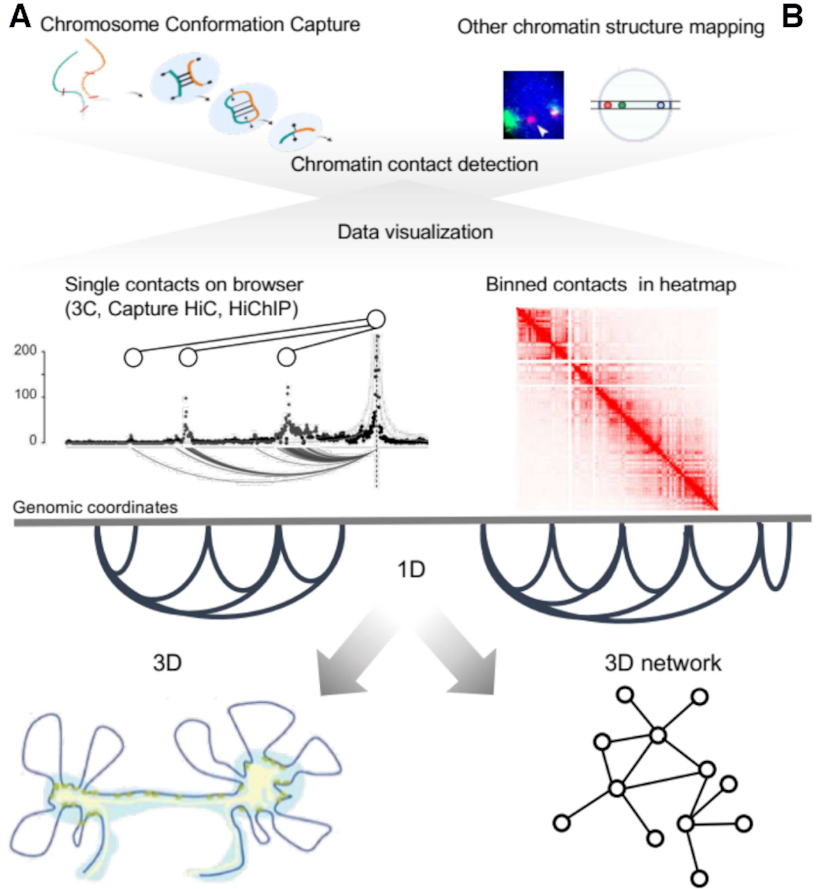 A
Chromosome Conformation Capture
Other chromatin structure mapping
B
Chromatin contact detection
Data visualization
Single contacts on browser
(3C, Capture HiC, HiChIP)
Binned contacts in heatmap
200
100
0
Genomic coordinates
1D
3D
3D network